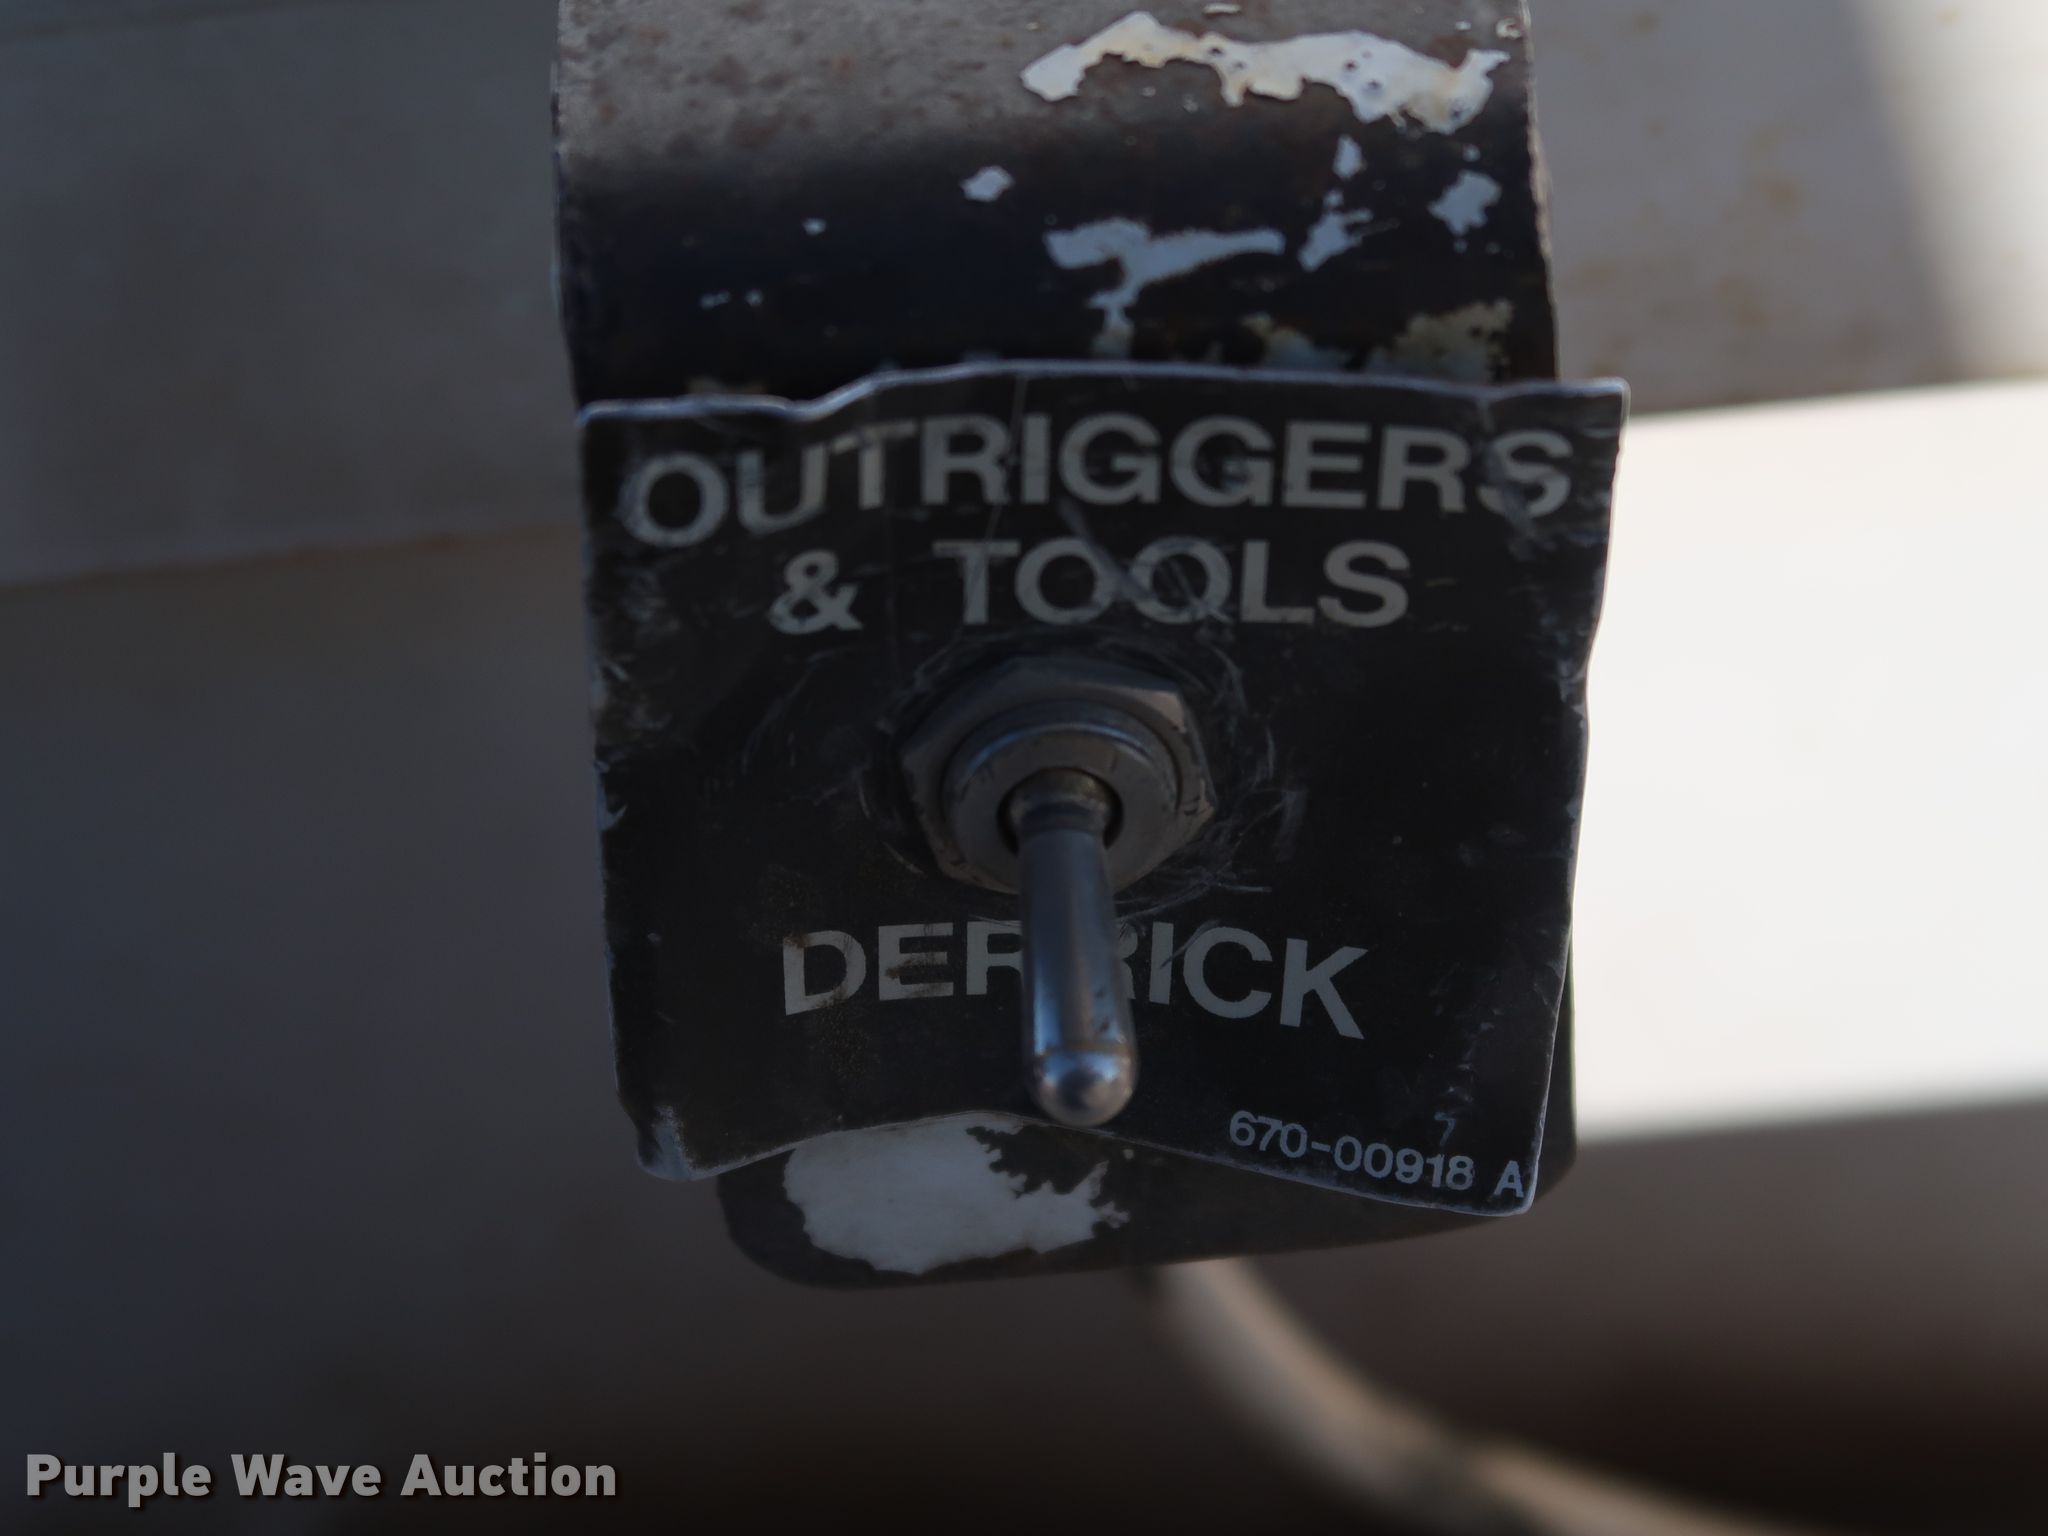 OUTRIGGERS
& TOOLS
DERRICK
670-00918 A
Purple Wave Auction